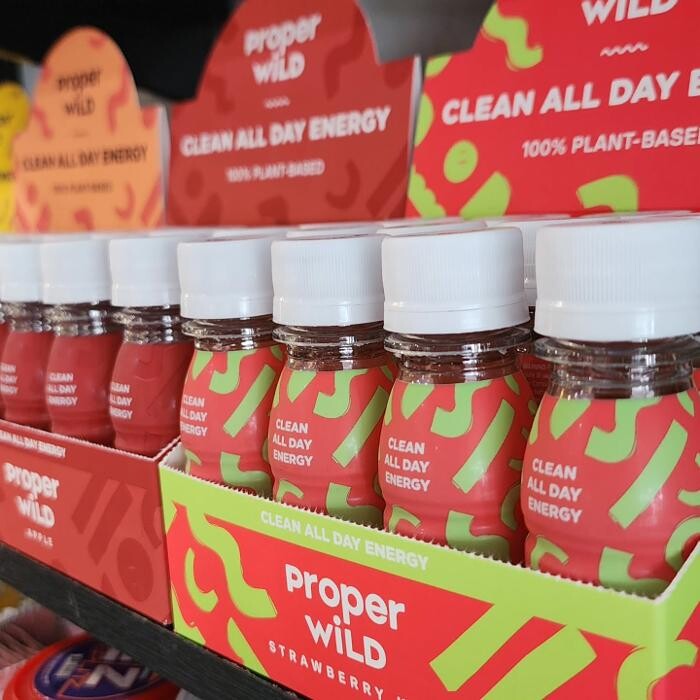 proper
wild
CLEAN ALL DAY ENERGY
100% PLANT-BASED
proper
wild
CLEAN ALL DAY ENERGY
100% PLANT-BASED
wild
CLEAN ALL DAY
100% PLANT-BASED
CLEAN
ALL DAY
ENERGY
CLEAN
ALL DAY
ENERGY
CLEAN
ALL DAY
ENERGY
CLEAN
ALL DAY
ENERGY
CLEAN
ALL DAY
ENERGY
CLEAN
ALL DAY
ENERGY
CLEAN
ALL DAY
ENERGY
CLEAN ALL DAY ENERGY
proper
wild
APPLE
CLEAN ALL DAY ENERGY
proper
wild
STRAWBERRY